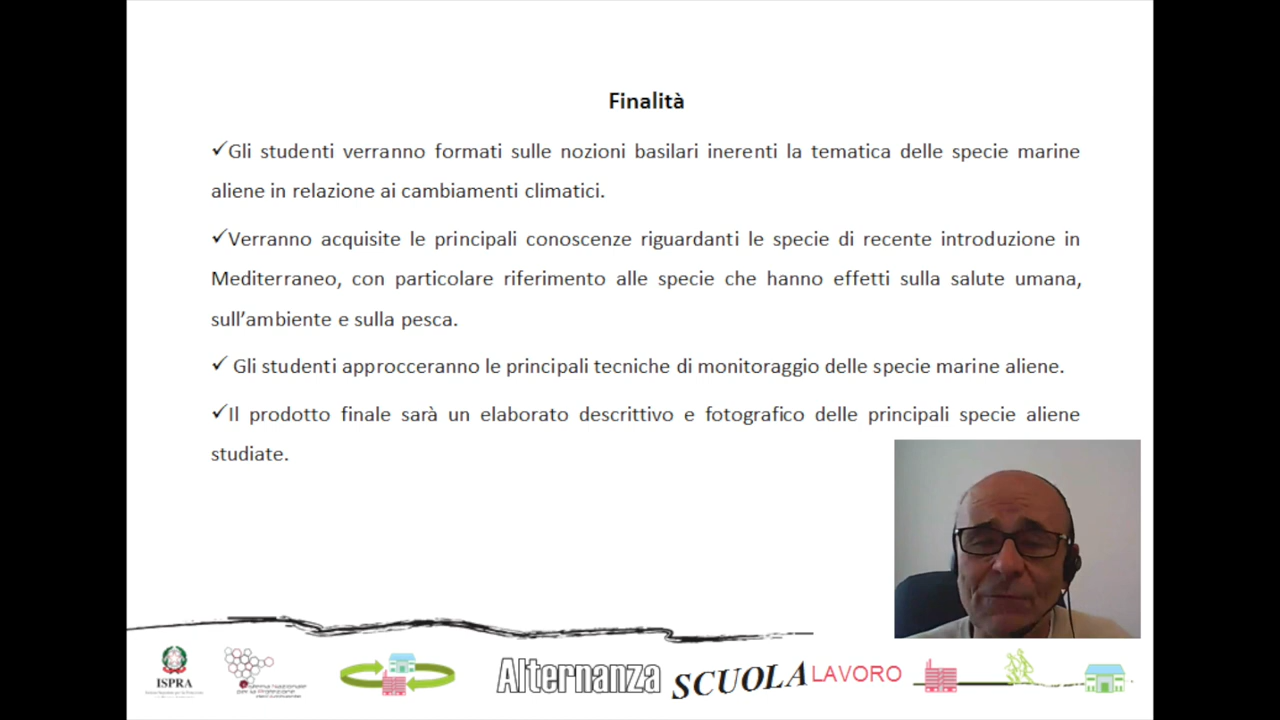 Finalità
✓Gli studenti verranno formati sulle nozioni basilari inerenti la tematica delle specie marine
aliene in relazione ai cambiamenti climatici.
✓Verranno acquisite le principali conoscenze riguardanti le specie di recente introduzione in
Mediterraneo, con particolare riferimento alle specie che hanno effetti sulla salute umana,
sull'ambiente e sulla pesca.
✓ Gli studenti approcceranno le principali tecniche di monitoraggio delle specie marine aliene.
✓Il prodotto finale sarà un elaborato descrittivo e fotografico delle principali specie aliene
studiate.
ISPRA
Alternanza SCUOLA LAVORO